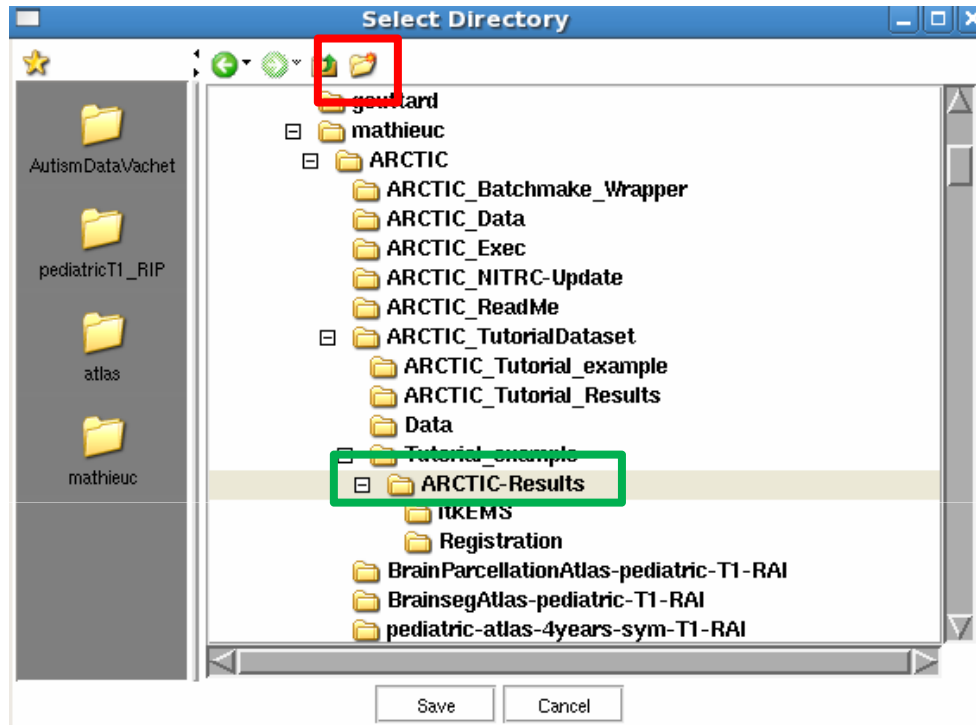 Select Directory
AutismDataVachet
pediatricT1_RIP
atlas
mathieuc
gouttard
mathieuc
ARCTIC
ARCTIC_Batchmake_Wrapper
ARCTIC_Data
ARCTIC_Exec
ARCTIC_NITRC-Update
ARCTIC_ReadMe
ARCTIC_TutorialDataset
ARCTIC_Tutorial_example
ARCTIC_Tutorial_Results
Data
Tutorial_example
ARCTIC-Results
ItkEMS
Registration
BrainParcellationAtlas-pediatric-T1-RAI
BrainsegAtlas-pediatric-T1-RAI
pediatric-atlas-4years-sym-T1-RAI
Save Cancel